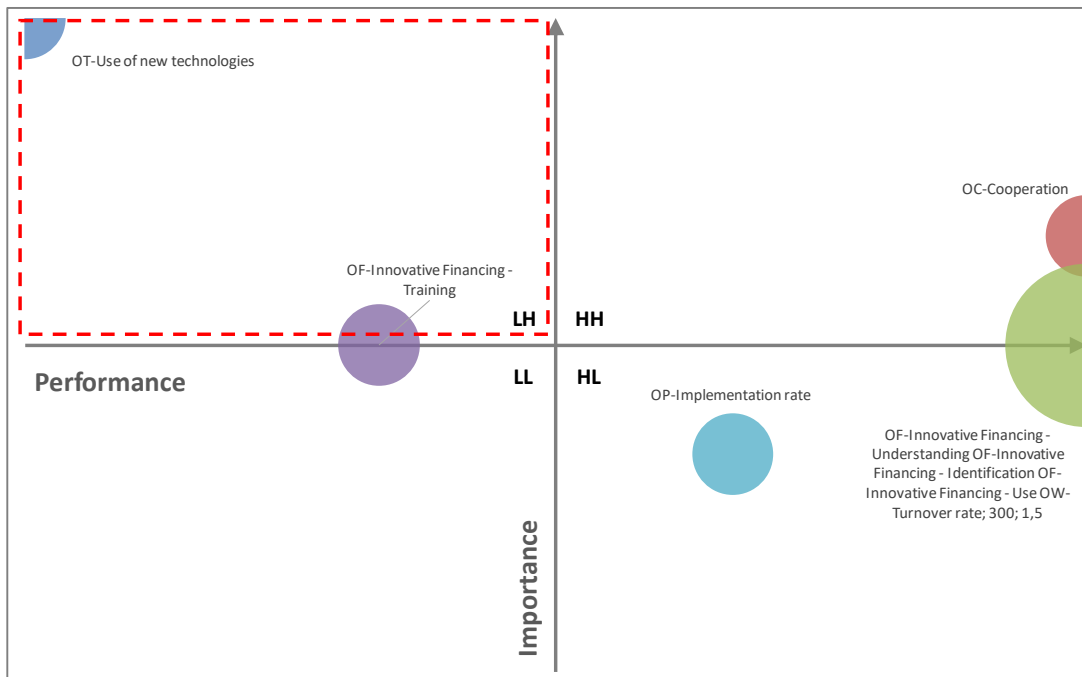 OT-Use of new technologies
OC-Cooperation
OF-Innovative Financing -
Training
LH
HH
Performance
LL
HL
OP-Implementation rate
OF-Innovative Financing -
Understanding OF-Innovative
Financing - Identification OF-
Innovative Financing - Use OW-
Turnover rate; 300; 1,5
Importance